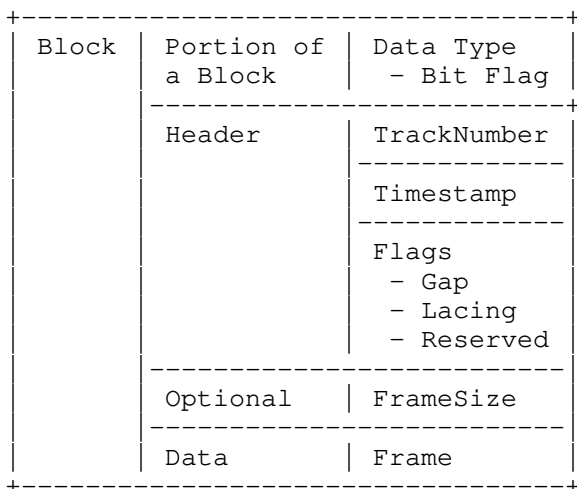 Block Portion of Data Type
a Block - Bit Flag
Header TrackNumber
Timestamp
Flags
- Gap
- Lacing
- Reserved
Optional FrameSize
Data Frame